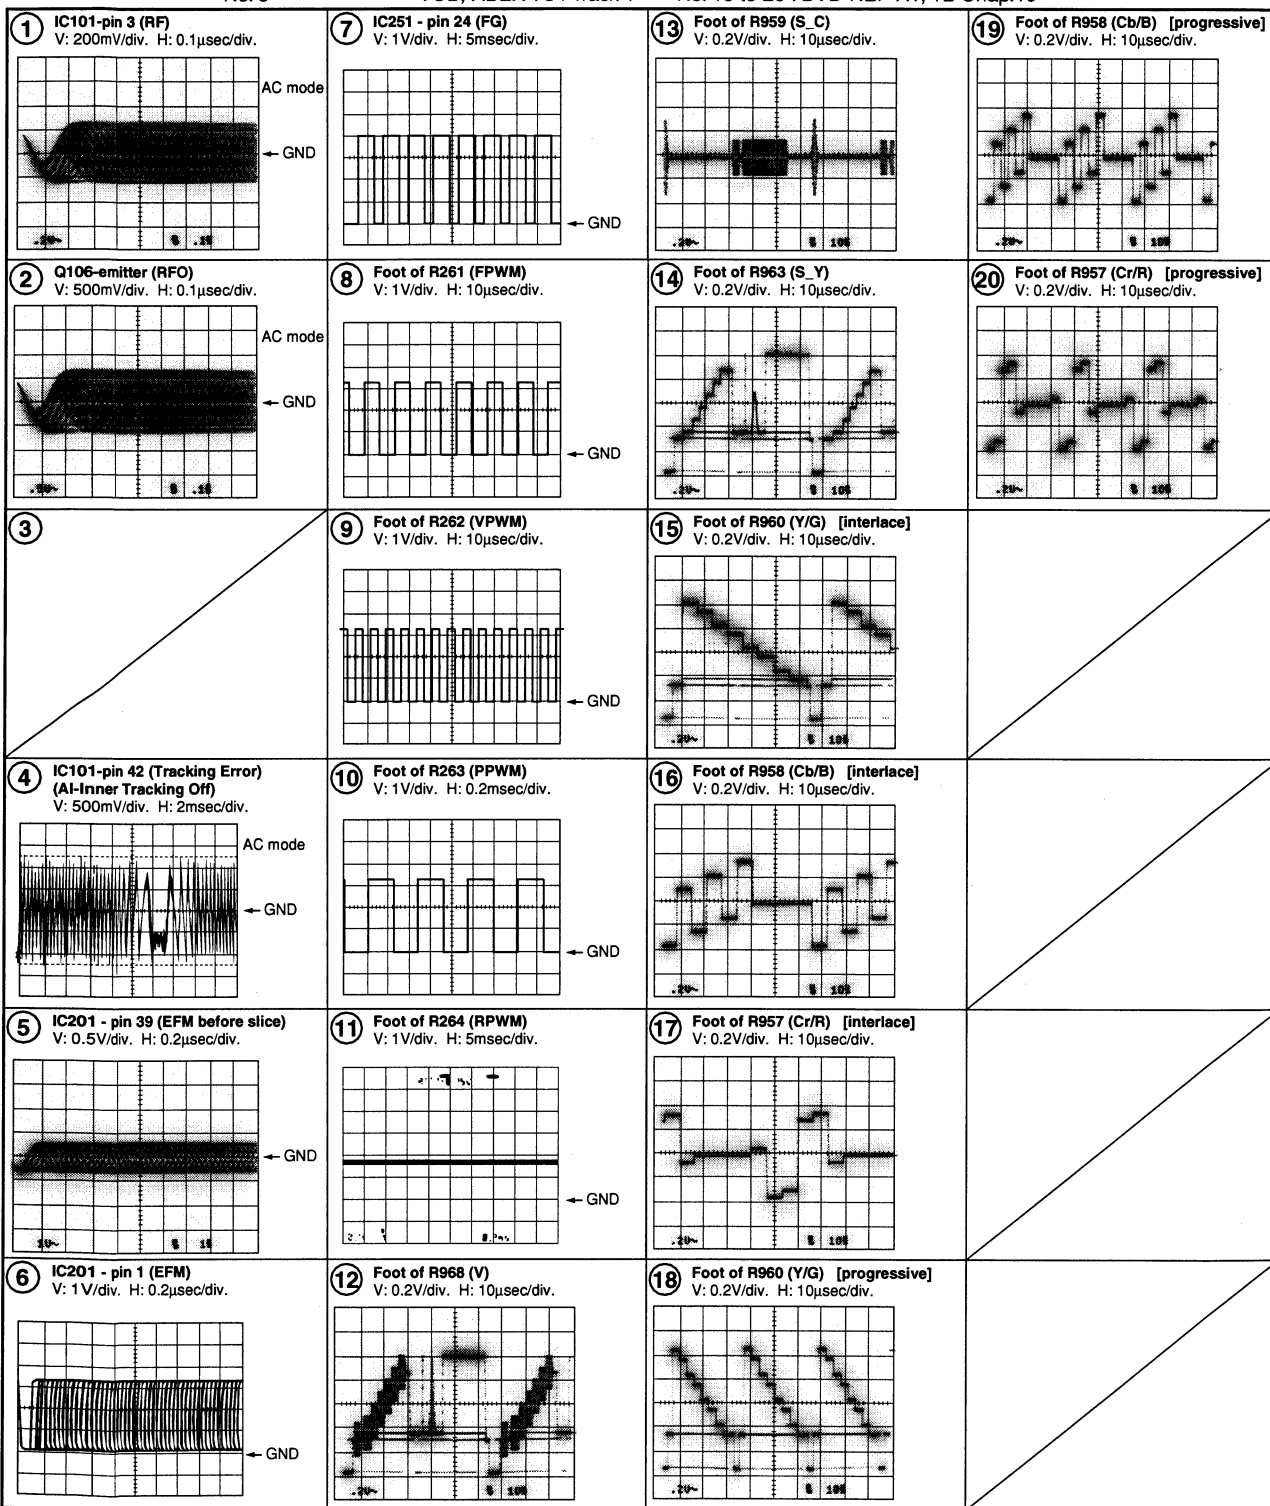 ① IC101-pin 3 (RF)
V: 200mV/div. H: 0.1µsec/div.
AC mode
← GND
.2V~ .1S
② Q106-emitter (RFO)
V: 500mV/div. H: 0.1µsec/div.
AC mode
← GND
③
④ IC101-pin 42 (Tracking Error)
(AI-Inner Tracking Off)
V: 500mV/div. H: 2msec/div.
AC mode
← GND
⑤ IC201 - pin 39 (EFM before slice)
V: 0.5V/div. H: 0.2µsec/div.
← GND
⑥ IC201 - pin 1 (EFM)
V: 1V/div. H: 0.2µsec/div.
← GND
⑦ IC251 - pin 24 (FG)
V: 1V/div. H: 5msec/div.
← GND
⑧ Foot of R261 (FPWM)
V: 1V/div. H: 10µsec/div.
← GND
⑨ Foot of R262 (VPWM)
V: 1V/div. H: 10µsec/div.
← GND
⑩ Foot of R263 (PPWM)
V: 1V/div. H: 0.2msec/div.
← GND
⑪ Foot of R264 (RPWM)
V: 1V/div. H: 5msec/div.
← GND
⑫ Foot of R968 (V)
V: 0.2V/div. H: 10µsec/div.
⑬ Foot of R959 (S_C)
V: 0.2V/div. H: 10µsec/div.
⑭ Foot of R963 (S_Y)
V: 0.2V/div. H: 10µsec/div.
⑮ Foot of R960 (Y/G) [interlace]
V: 0.2V/div. H: 10µsec/div.
⑯ Foot of R958 (Cb/B) [interlace]
V: 0.2V/div. H: 10µsec/div.
⑰ Foot of R957 (Cr/R) [interlace]
V: 0.2V/div. H: 10µsec/div.
⑱ Foot of R960 (Y/G) [progressive]
V: 0.2V/div. H: 10µsec/div.
⑲ Foot of R958 (Cb/B) [progressive]
V: 0.2V/div. H: 10µsec/div.
⑳ Foot of R957 (Cr/R) [progressive]
V: 0.2V/div. H: 10µsec/div.